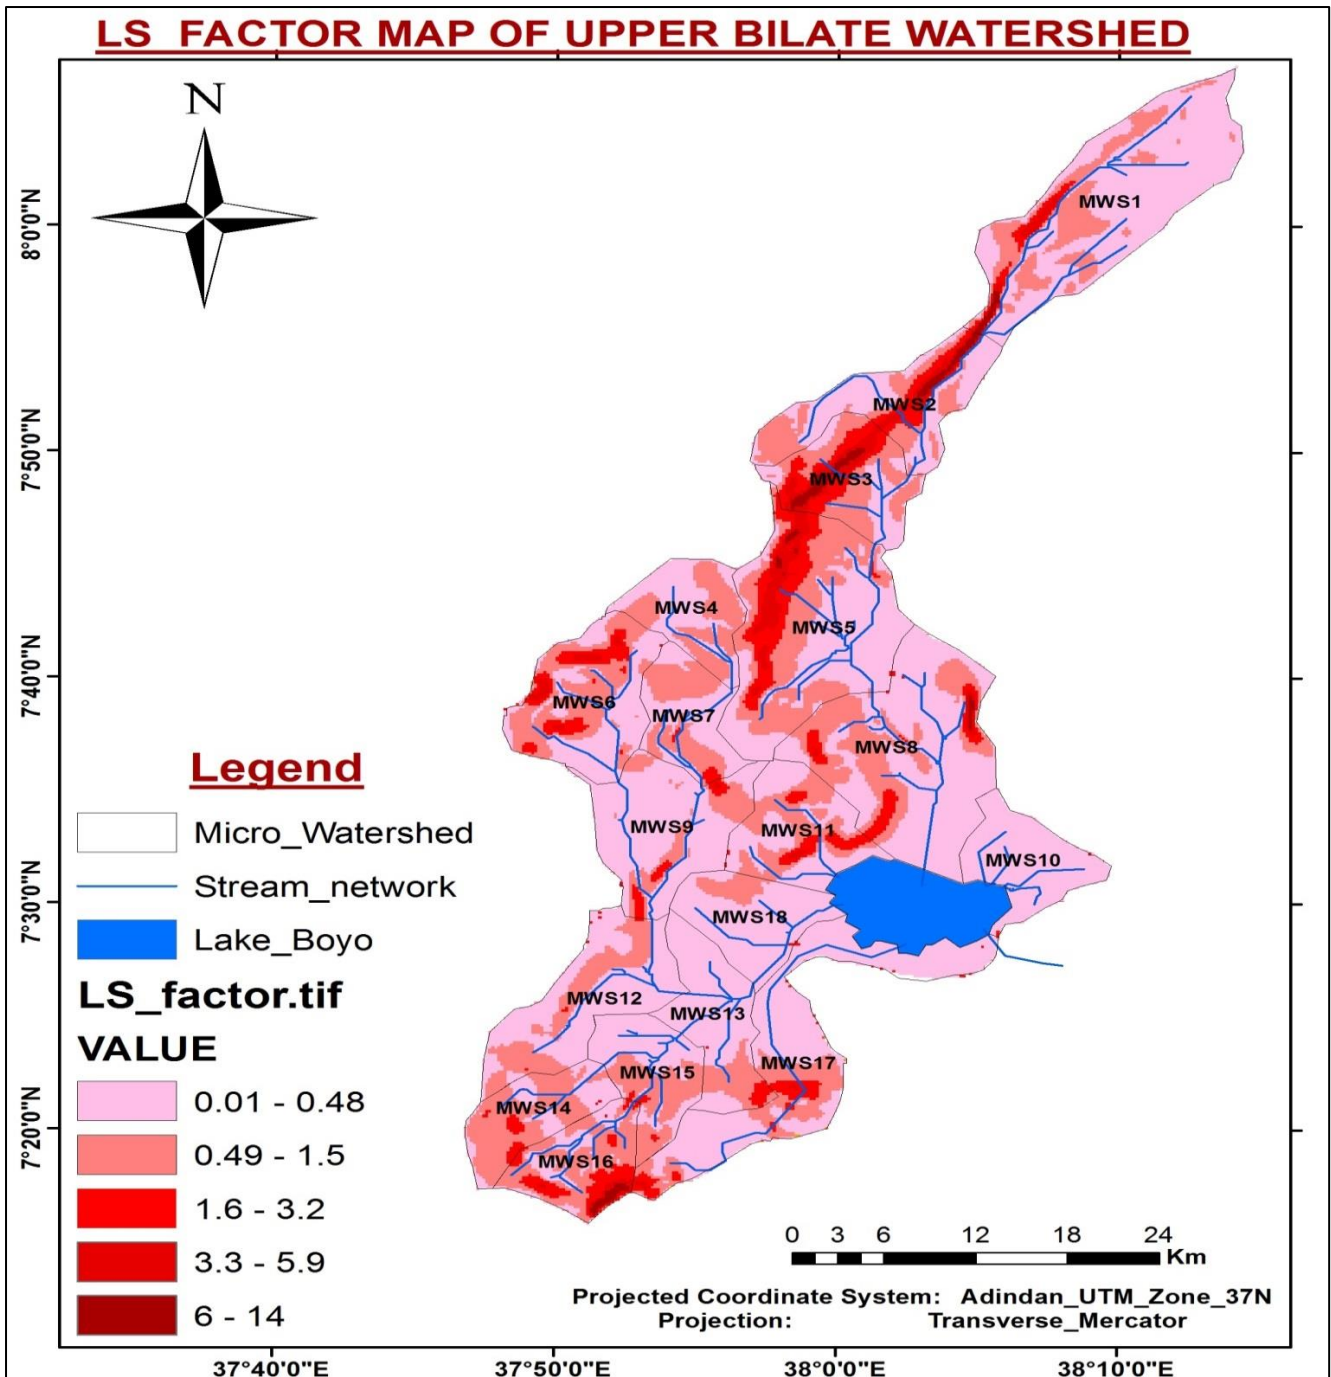 LS FACTOR MAP OF UPPER BILATE WATERSHED
N
8°0'0"N
7°50'0"N
7°40'0"N
7°30'0"N
7°20'0"N
MWS1
MWS2
MWS3
MWS4
MWS5
MWS6
MWS7
MWS8
MWS9
MWS11
MWS10
MWS18
MWS12
MWS13
MWS17
MWS15
MWS14
MWS16
Legend
Micro_Watershed
Stream_network
Lake_Boyo
LS_factor.tif
VALUE
0.01 - 0.48
0.49 - 1.5
1.6 - 3.2
3.3 - 5.9
6 - 14
0 3 6 12 18 24
Km
Projected Coordinate System: Adindan_UTM_Zone_37N
Projection: Transverse_Mercator
37°40'0"E 37°50'0"E 38°0'0"E 38°10'0"E